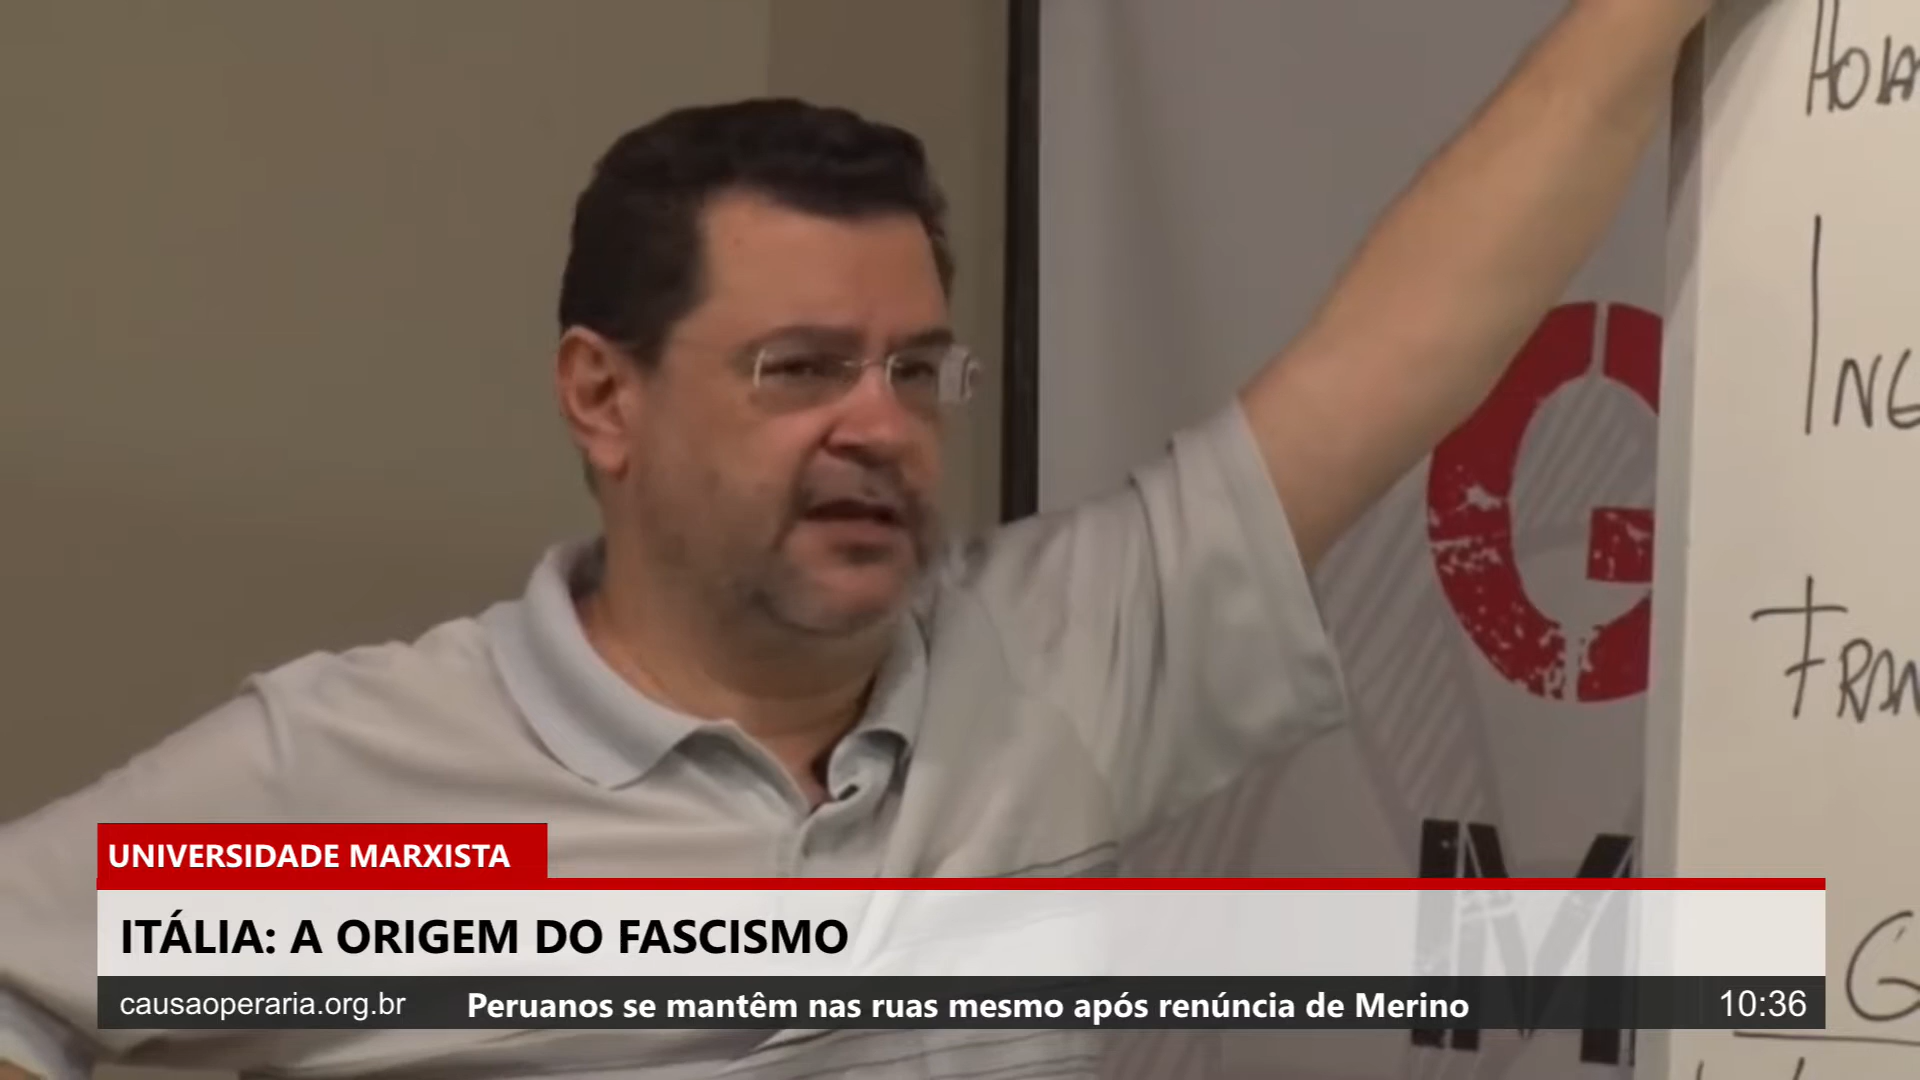 UNIVERSIDADE MARXISTA
ITÁLIA: A ORIGEM DO FASCISMO
causaoperaria.org.br
Peruanos se mantêm nas ruas mesmo após renúncia de Merino
10:36
G
M